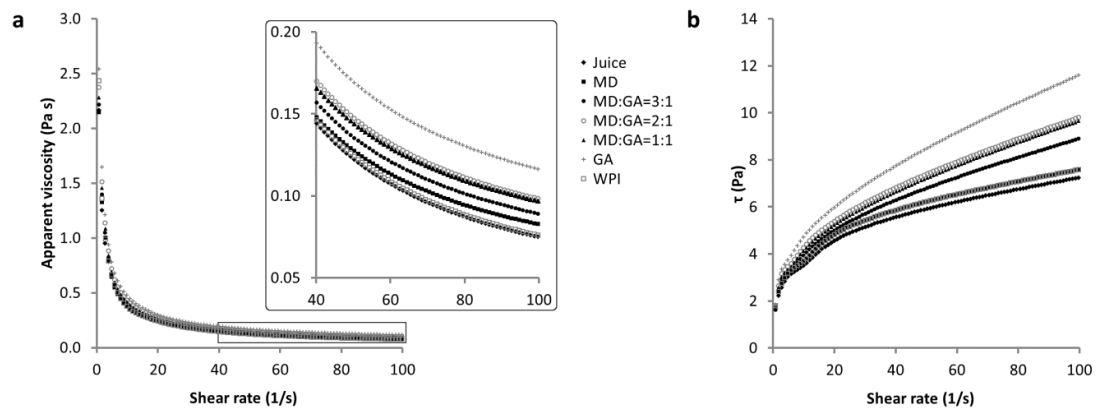 a
Apparent viscosity (Pa s)
3.0
2.5
2.0
1.5
1.0
0.5
0.0
0 20 40 60 80 100
Shear rate (1/s)
0.20
0.15
0.10
0.05
40 60 80 100
Juice
MD
MD:GA=3:1
MD:GA=2:1
MD:GA=1:1
GA
WPI
b
τ (Pa)
14
12
10
8
6
4
2
0
0 20 40 60 80 100
Shear rate (1/s)